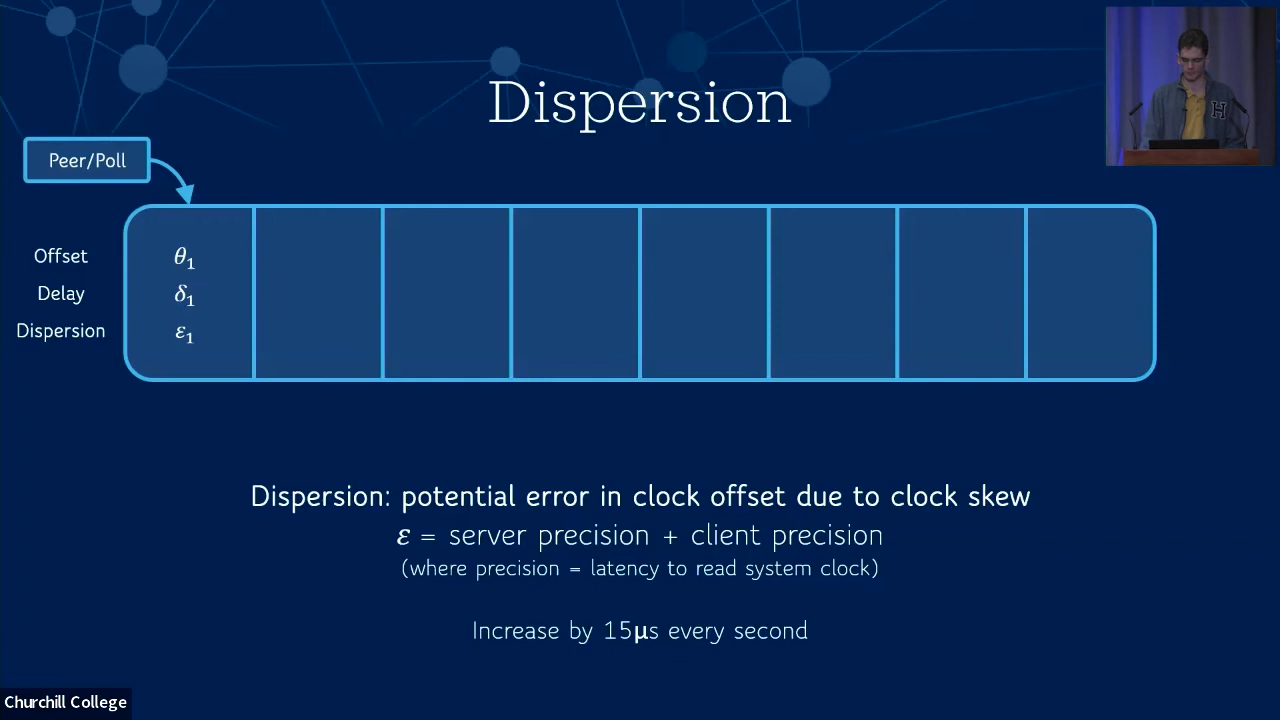 Dispersion
H
Peer/Poll
Offset θ₁
Delay δ₁
Dispersion ε₁
Dispersion: potential error in clock offset due to clock skew
ε = server precision + client precision
(where precision = latency to read system clock)
Increase by 15µs every second
Churchill College